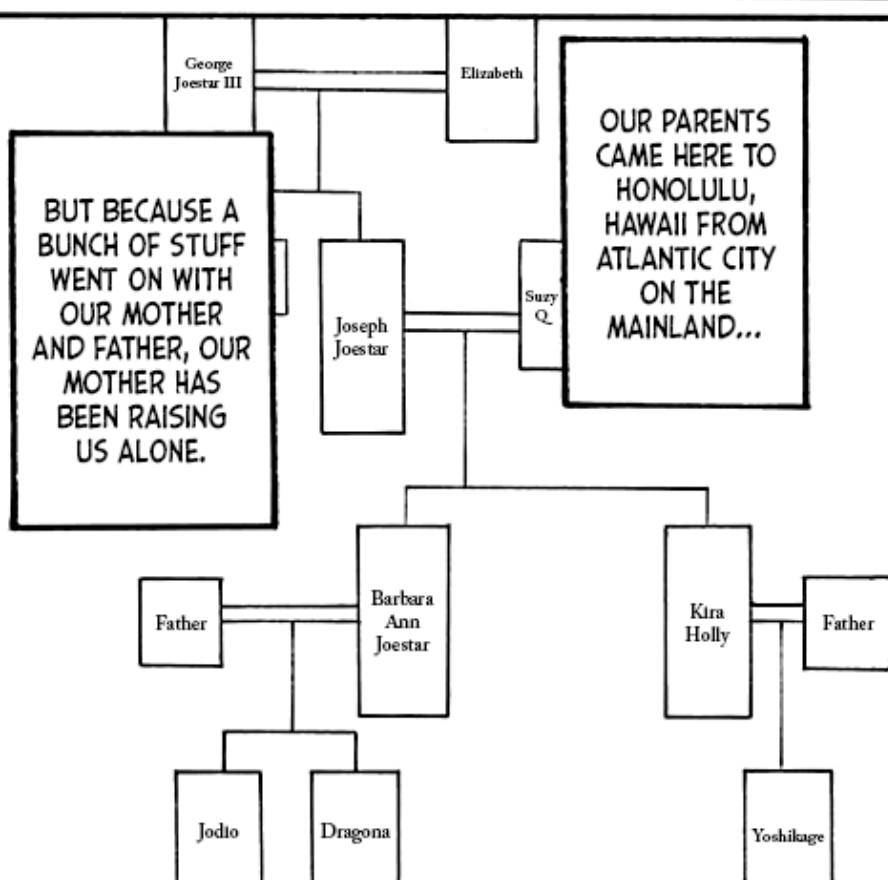 George
Joestar III
Elizabeth
OUR PARENTS
CAME HERE TO
HONOLULU,
HAWAII FROM
ATLANTIC CITY
ON THE
MAINLAND...
BUT BECAUSE A
BUNCH OF STUFF
WENT ON WITH
OUR MOTHER
AND FATHER, OUR
MOTHER HAS
BEEN RAISING
US ALONE.
Joseph
Joestar
Suzy
Q
Father
Barbara
Ann
Joestar
Kira
Holly
Father
Jodio
Dragona
Yoshikage